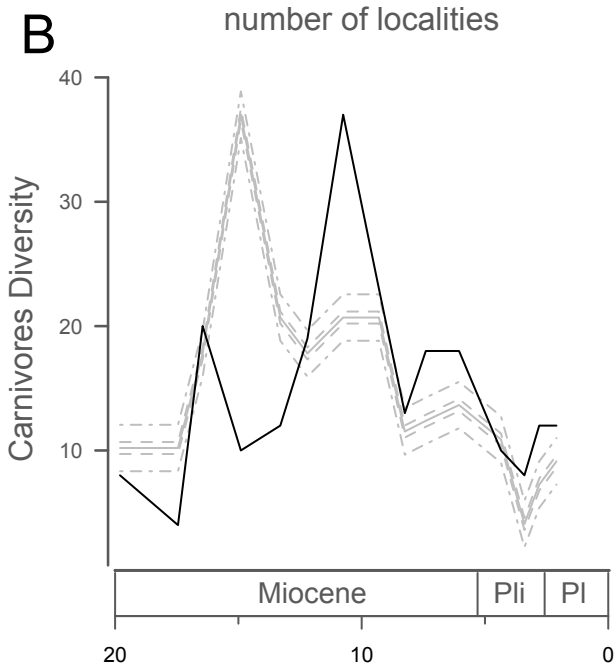 B
number of localities
40
30
20
10
Carnivores Diversity
Miocene Pli Pl
20 10 0